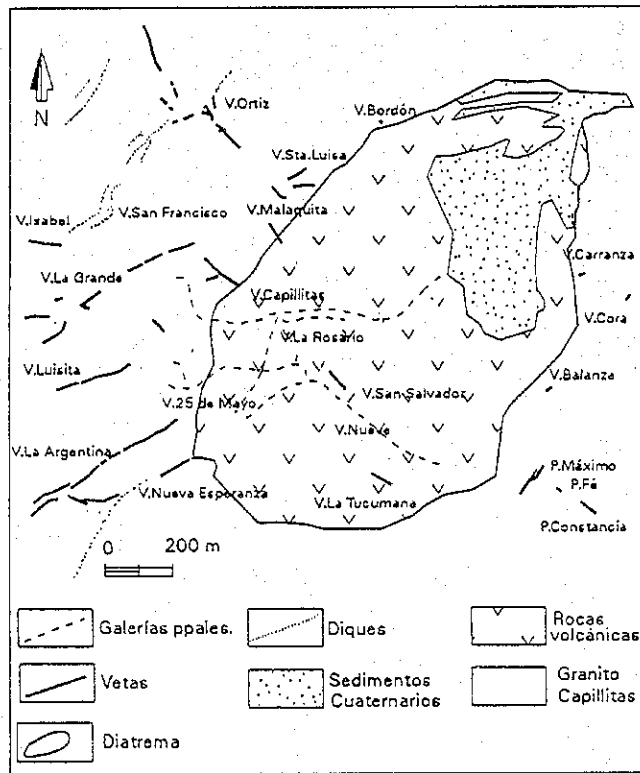 N
V.Ortiz
V.Bordón
V.Sta.Luisa
V.Isabel
V.San Francisco
V.Malaquita
V.La Grande
V.Carranza
V.Capillitas
V.Cora
V.La Rosario
V.Luisita
V.Balanza
V.San Salvador
V.25 de Mayo
V.Nueve
V.La Argentina
P.Máximo
P.Fé
V.Nueva Esperanza
V.La Tucumana
P.Constancia
0 200 m
Galerías ppales.
Diques
Rocas
volcánicas
Vetas
Sedimentos
Cuaternarios
Granito
Capillitas
Diatrema